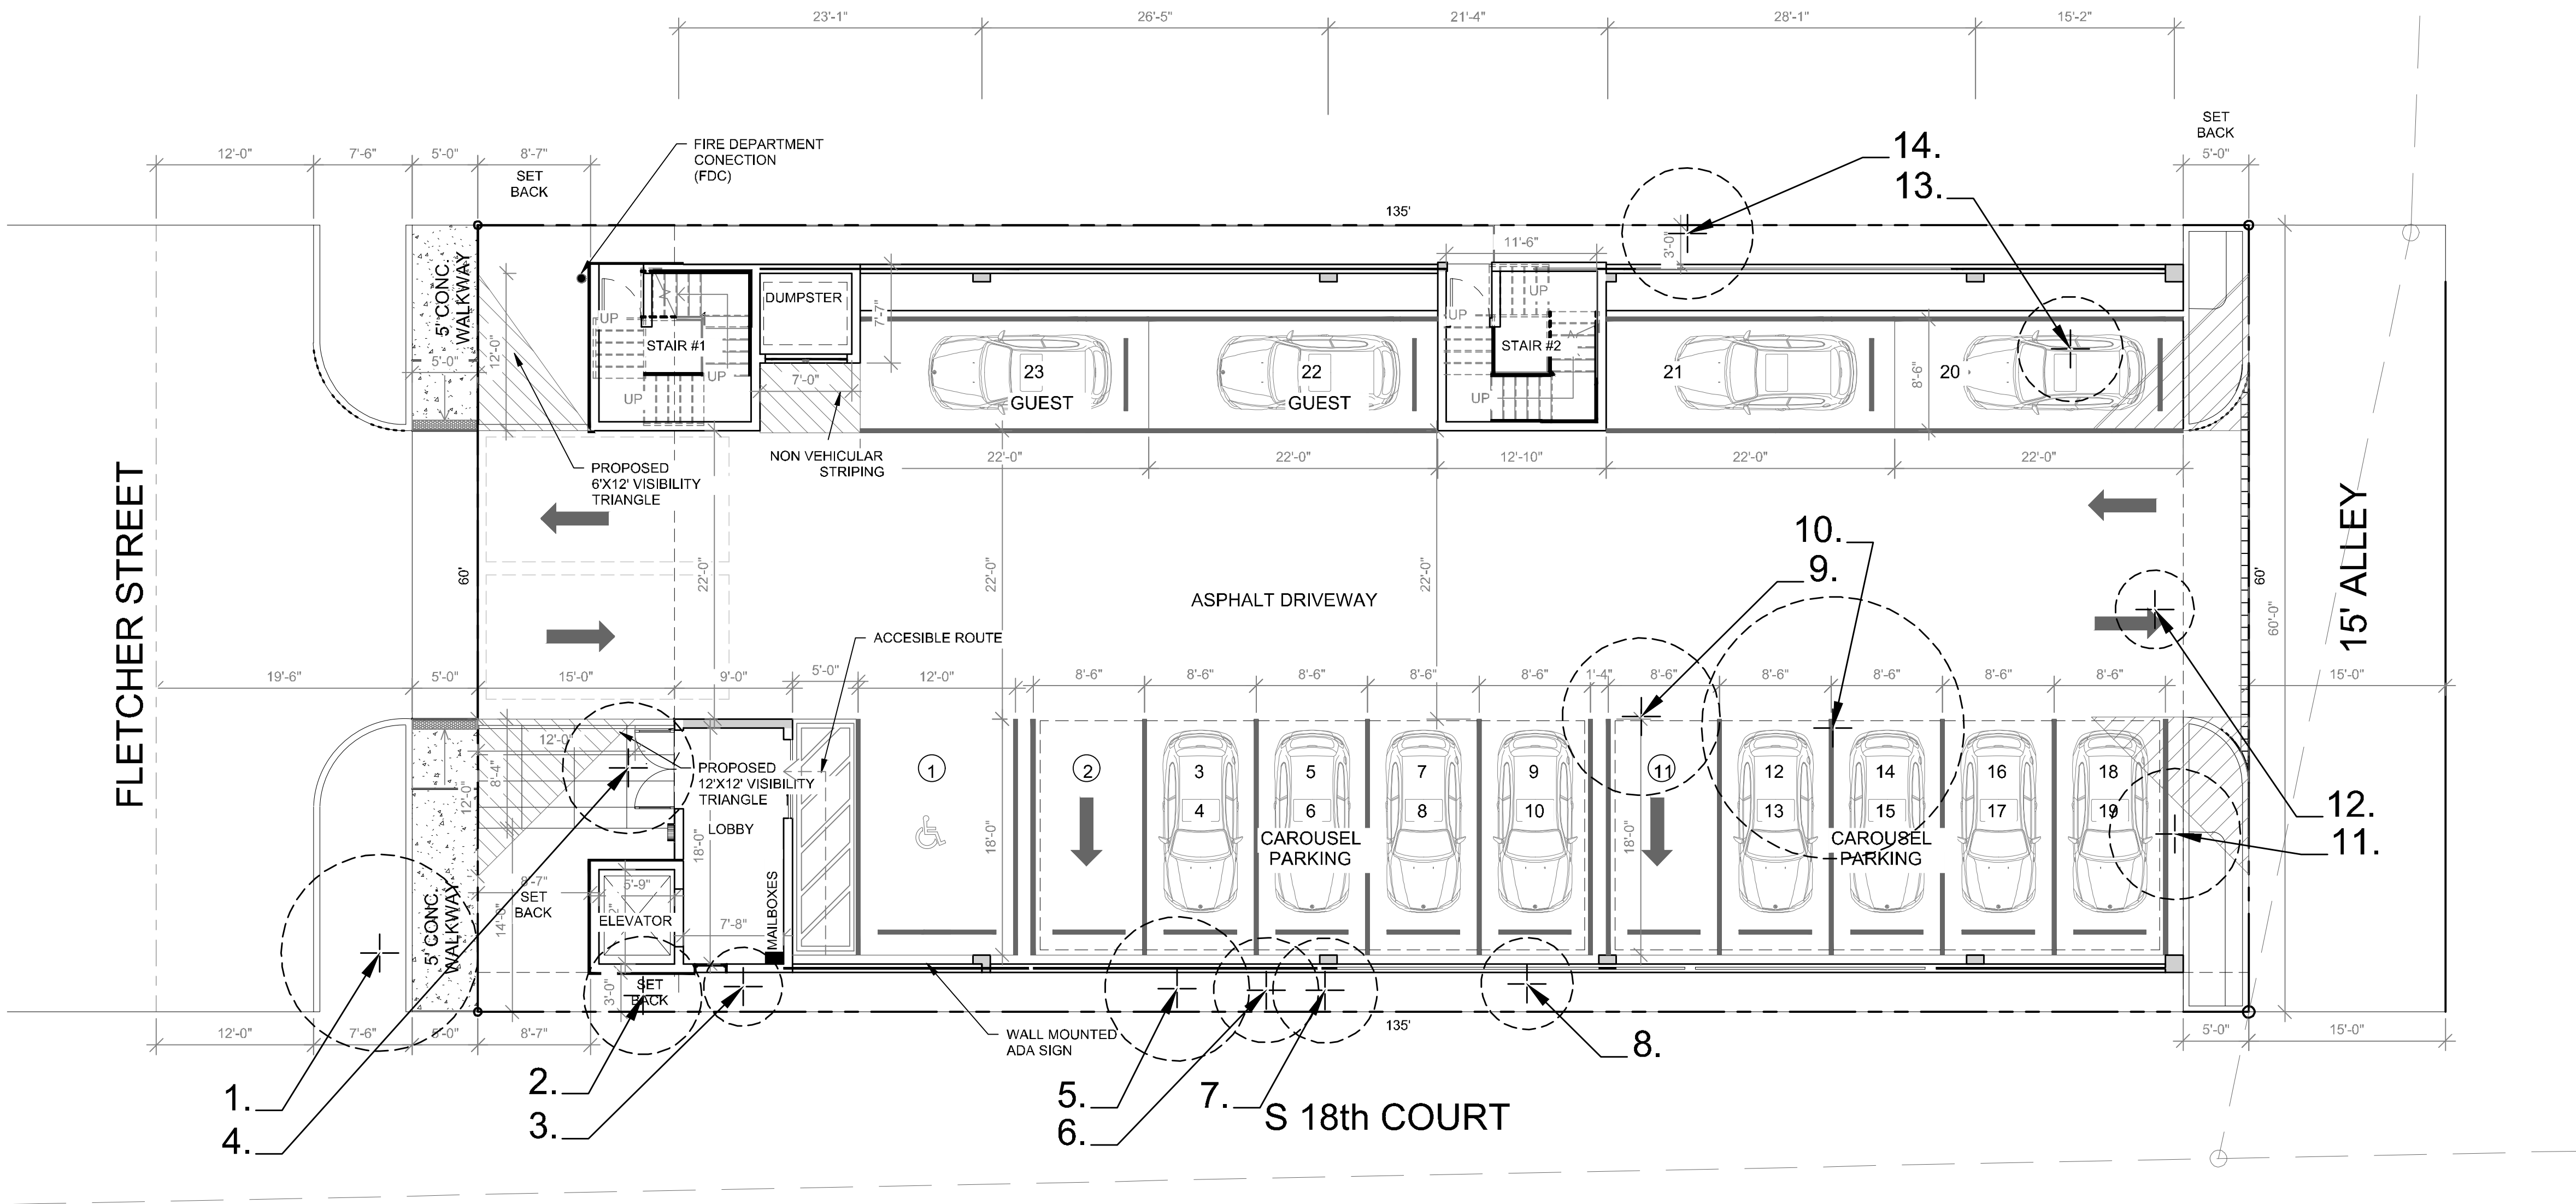 23'-1"
26'-5"
21'-4"
28'-1"
15'-2"
12'-0"
7'-6"
5'-0"
8'-7"
SET
BACK
FIRE DEPARTMENT
CONECTION
(FDC)
14.
13.
SET
BACK
5'-0"
135'
11'-6"
3'-0"
5' CONC.
WALKWAY
5'-0"
12'-0"
UP
STAIR #1
UP
UP
DUMPSTER
7'-7"
7'-0"
23
GUEST
22
GUEST
UP
UP
STAIR #2
UP
21
20
8'-6"
NON VEHICULAR
STRIPING
22'-0"
22'-0"
12'-10"
22'-0"
22'-0"
PROPOSED
6'X12' VISIBILITY
TRIANGLE
FLETCHER STREET
60'
22'-0"
22'-0"
ASPHALT DRIVEWAY
22'-0"
10.
9.
60'
60'-0"
15' ALLEY
ACCESIBLE ROUTE
19'-6"
5'-0"
15'-0"
9'-0"
5'-0"
12'-0"
8'-6"
8'-6"
8'-6"
8'-6"
8'-6"
1'-4"
8'-6"
8'-6"
8'-6"
8'-6"
8'-6"
15'-0"
12'-0"
8'-4"
12'-0"
PROPOSED
12'X12' VISIBILITY
TRIANGLE
LOBBY
18'-0"
1
2
3
4
5
6
7
8
9
10
11
12
13
14
15
16
17
18
19
18'-0"
18'-0"
CAROUSEL
PARKING
CAROUSEL
PARKING
12.
11.
5' CONC.
WALKWAY
8'-7"
SET
BACK
14'-0"
5'-9"
ELEVATOR
7'-8"
MAILBOXES
3'-0"
SET
BACK
WALL MOUNTED
ADA SIGN
135'
12'-0"
7'-6"
5'-0"
8'-7"
5'-0"
15'-0"
1.
4.
2.
3.
5.
6.
7.
8.
S 18th COURT